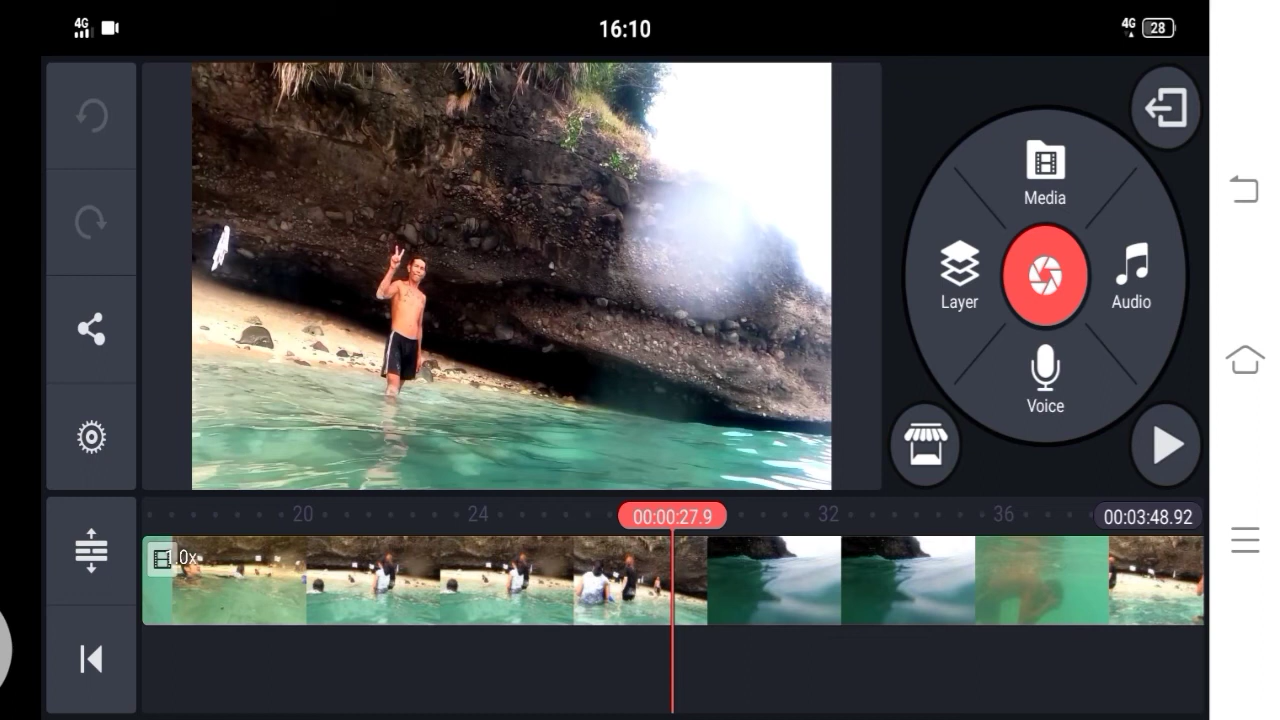 4G
16:10
4G
28
Media
Layer
Audio
Voice
20
24
00:00:27.9
32
36
00:03:48.92
1.0x